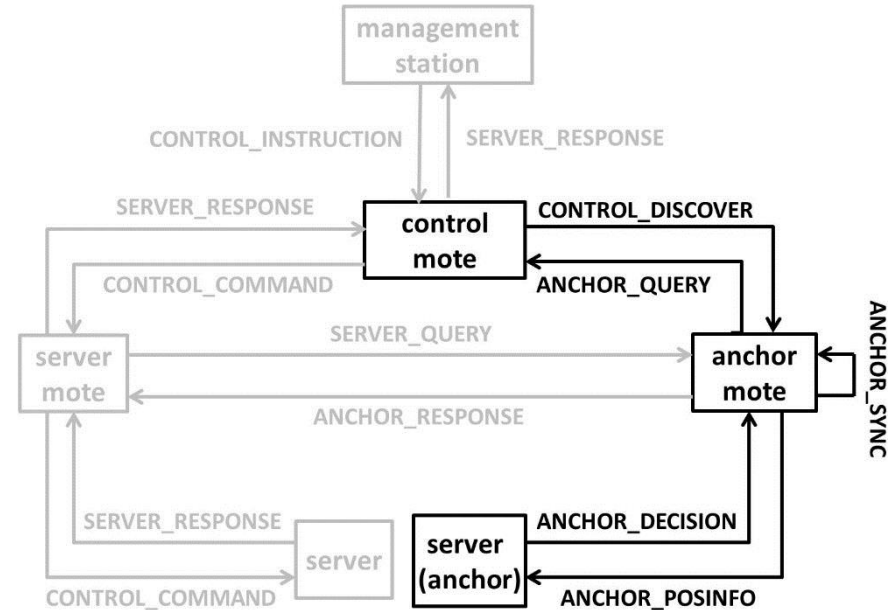 management
station
CONTROL_INSTRUCTION
SERVER_RESPONSE
SERVER_RESPONSE
control
mote
CONTROL_DISCOVER
CONTROL_COMMAND
ANCHOR_QUERY
server
mote
SERVER_QUERY
anchor
mote
ANCHOR_SYNC
ANCHOR_RESPONSE
SERVER_RESPONSE
server
server
(anchor)
ANCHOR_DECISION
CONTROL_COMMAND
ANCHOR_POSINFO